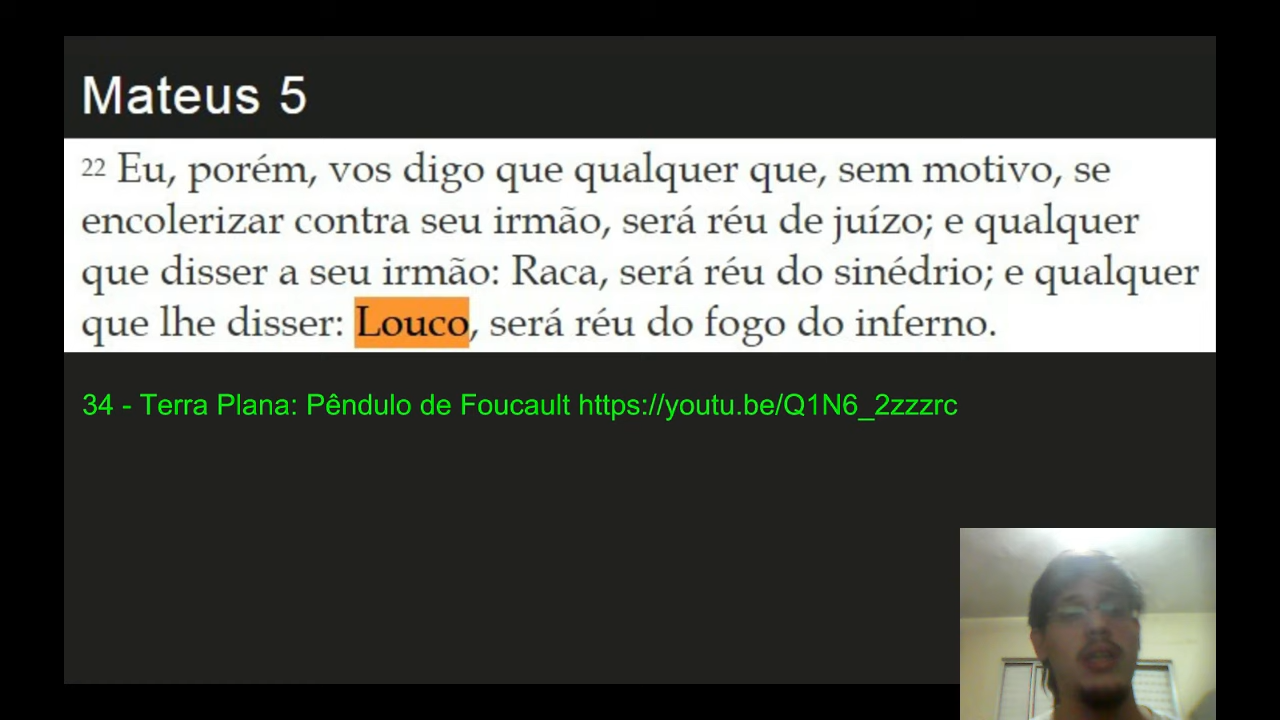 Mateus 5
22 Eu, porém, vos digo que qualquer que, sem motivo, se
encolerizar contra seu irmão, será réu de juízo; e qualquer
que disser a seu irmão: Raca, será réu do sinédrio; e qualquer
que lhe disser: Louco, será réu do fogo do inferno.
34 - Terra Plana: Pêndulo de Foucault https://youtu.be/Q1N6_2zzzrc